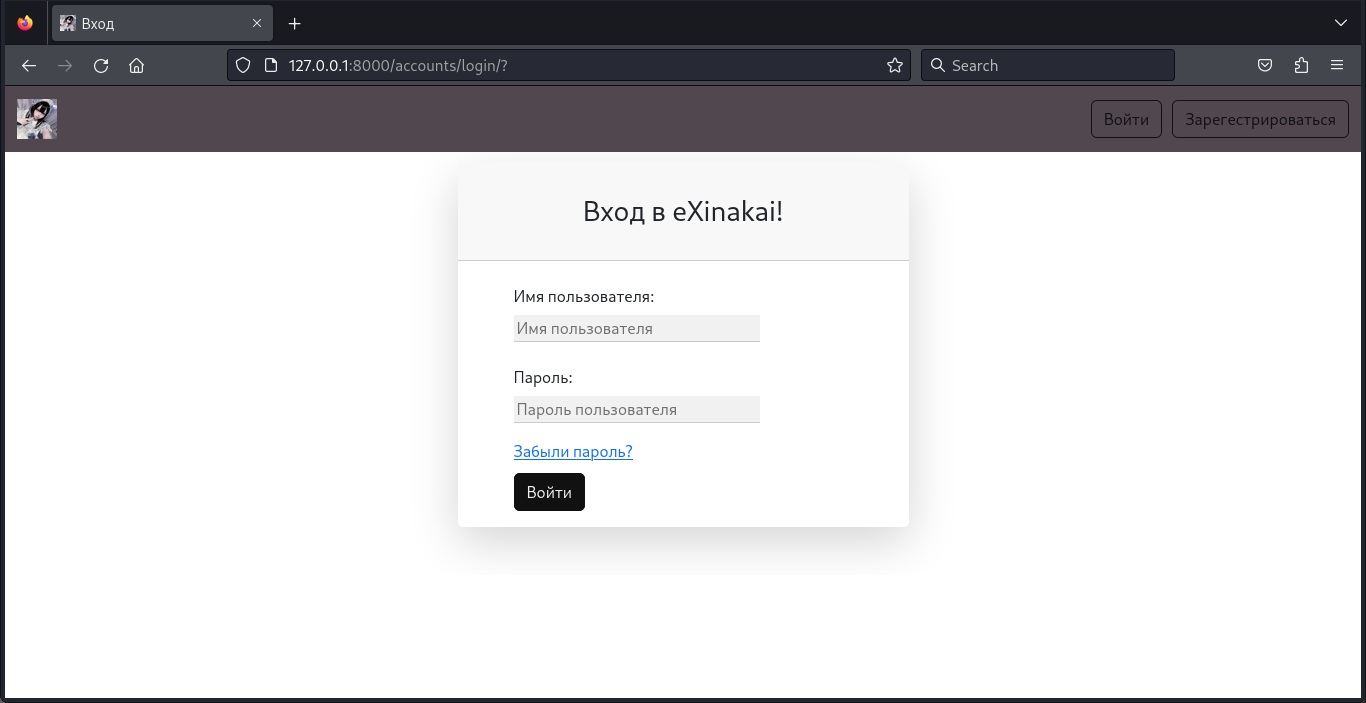 Вход
127.0.0.1:8000/accounts/login/?
Search
Войти
Зарегестрироваться
Вход в eXinakai!
Имя пользователя:
Имя пользователя
Пароль:
Пароль пользователя
Забыли пароль?
Войти